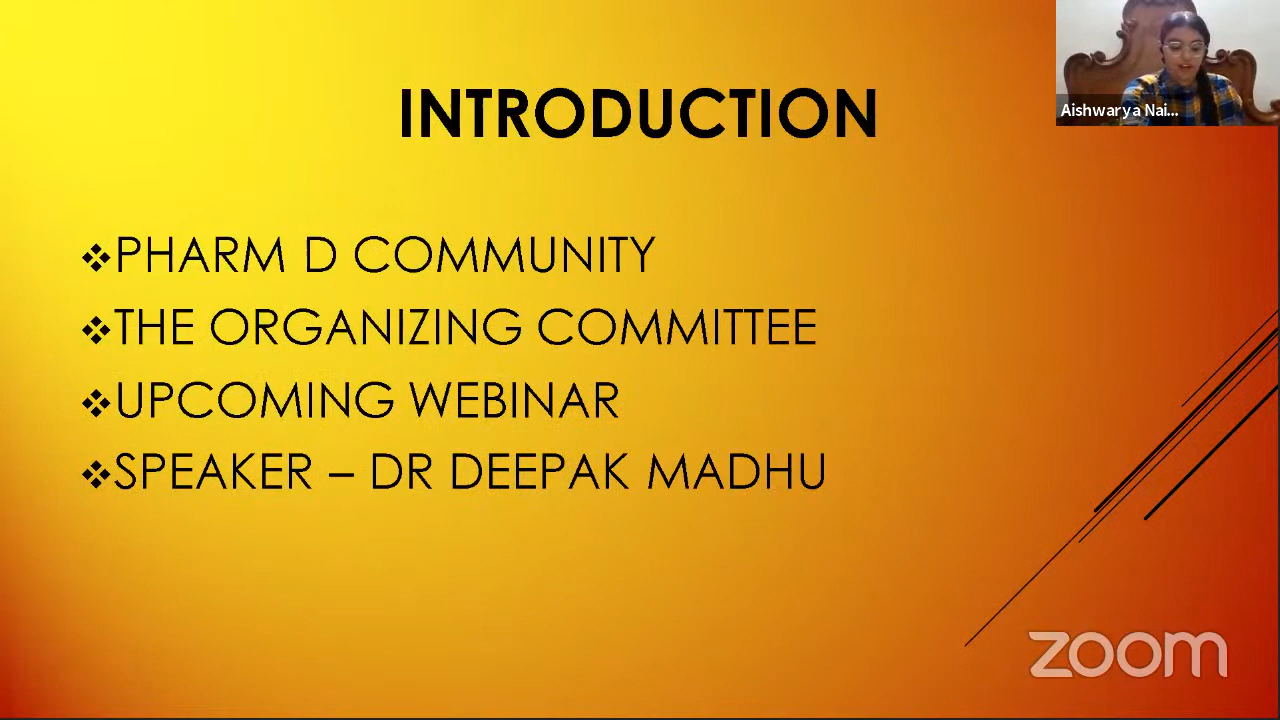 INTRODUCTION
Aishwarya Nai...
❖PHARM D COMMUNITY
❖THE ORGANIZING COMMITTEE
❖UPCOMING WEBINAR
❖SPEAKER – DR DEEPAK MADHU
zoom